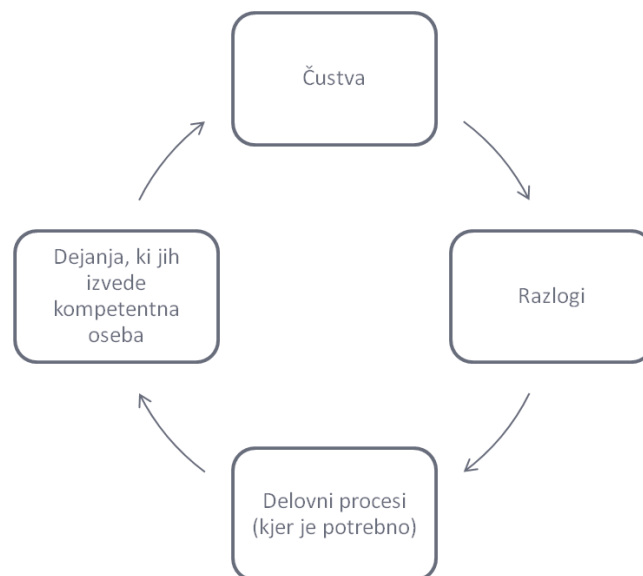 Čustva
Razlogi
Delovni procesi
(kjer je potrebno)
Dejanja, ki jih
izvede
kompetentna
oseba